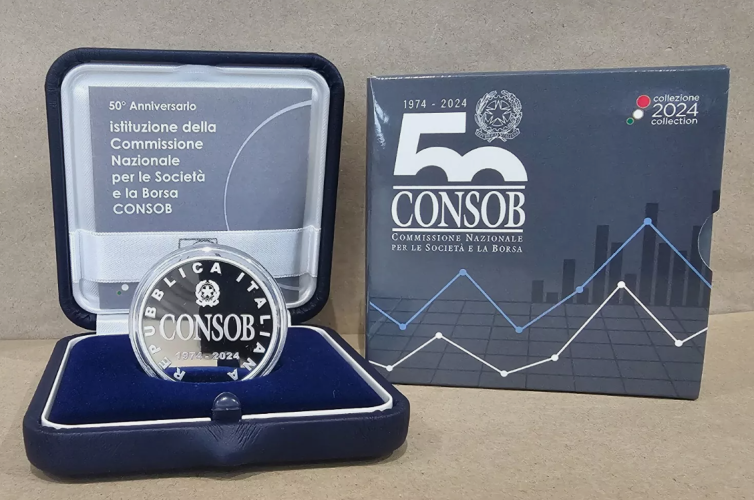 50° Anniversario
istituzione della
Commissione
Nazionale
per le Società
e la Borsa
CONSOB
REPUBBLICA ITALIANA
CONSOB
1974 - 2024
1974 - 2024
50
CONSOB
COMMISSIONE NAZIONALE
PER LE SOCIETÀ E LA BORSA
collezione
2024
collection